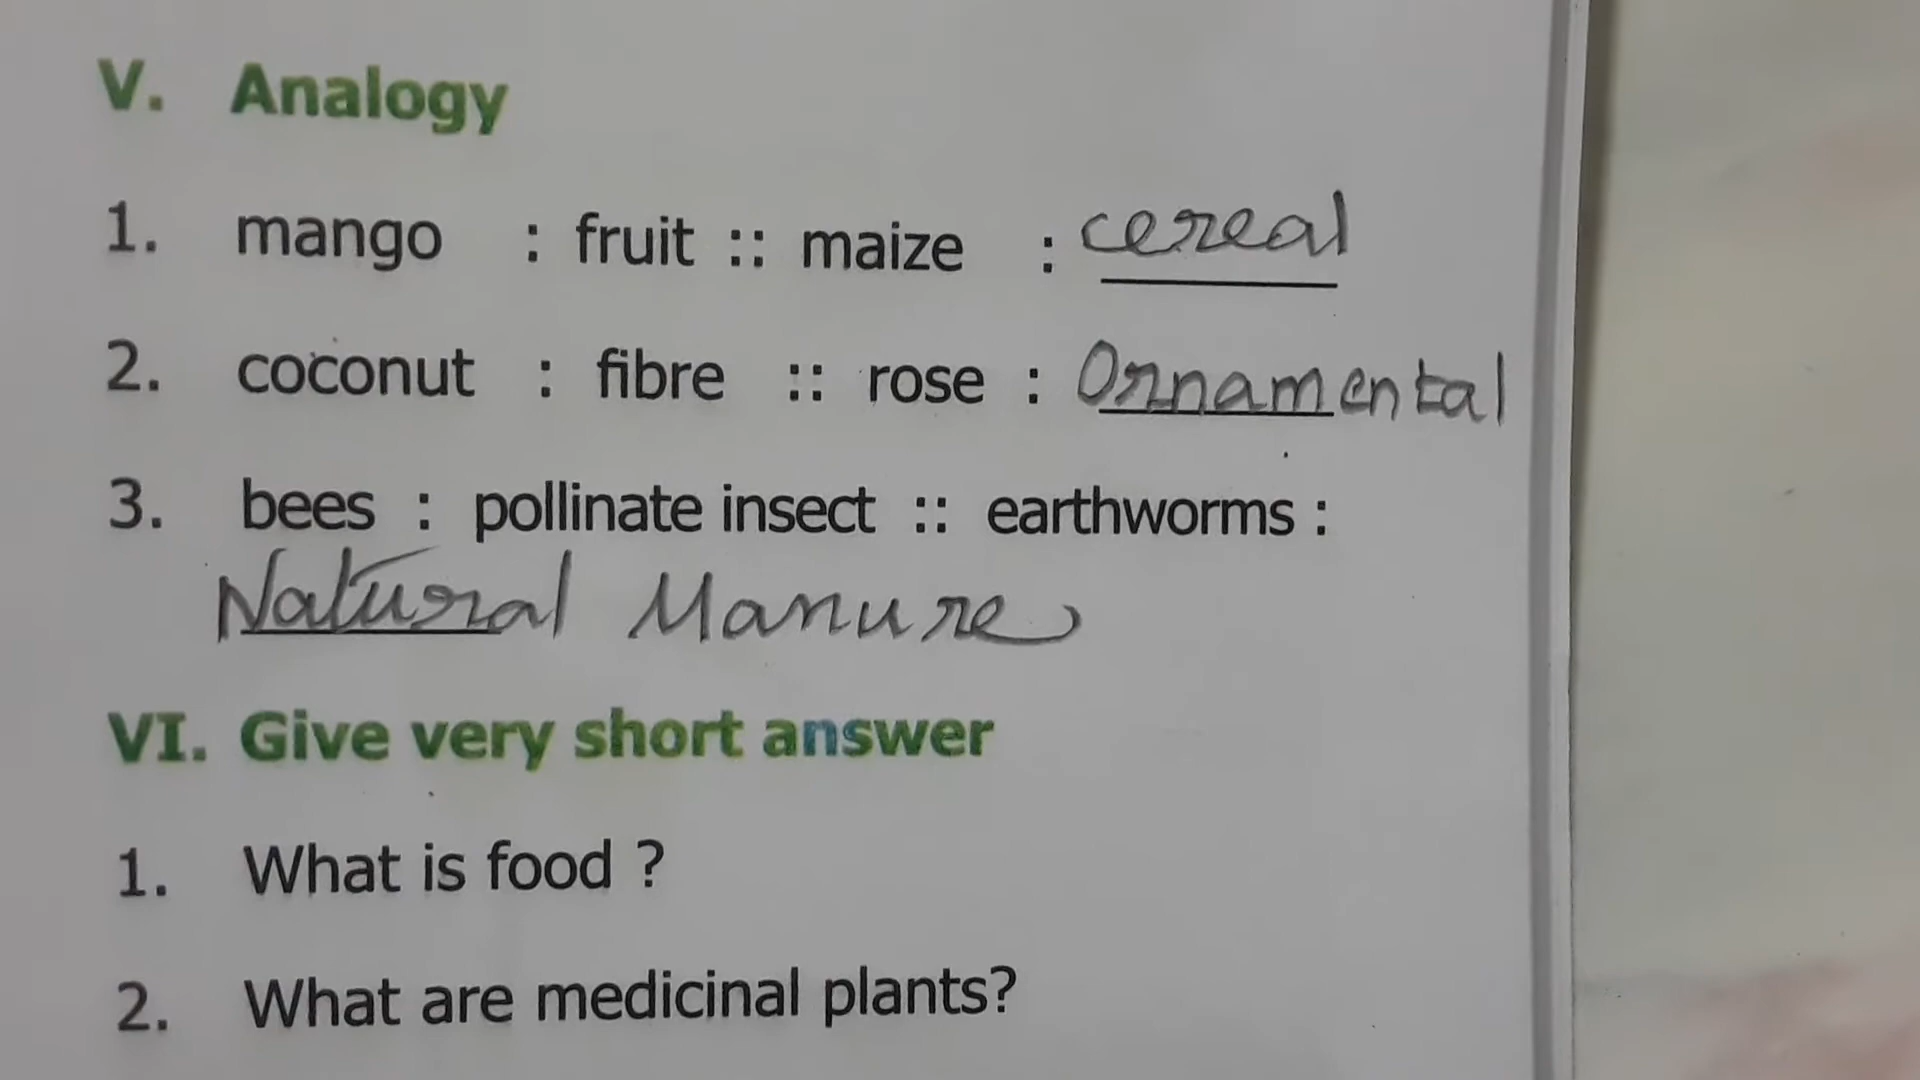 V. Analogy
1. mango : fruit :: maize : cereal
2. coconut : fibre :: rose : Ornamental
3. bees : pollinate insect :: earthworms :
Natural Manure
VI. Give very short answer
1. What is food ?
2. What are medicinal plants?